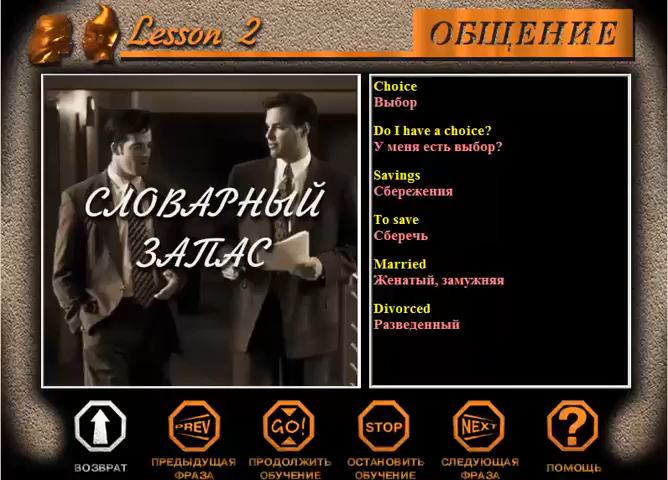 Lesson 2
ОБЩЕНИЕ
СЛОВАРНЫЙ
ЗАПАС
Choice
Выбор
Do I have a choice?
У меня есть выбор?
Savings
Сбережения
To save
Сберечь
Married
Женатый, замужняя
Divorced
Разведенный
PREV
GO!
STOP
NEXT
?
ВОЗВРАТ
ПРЕДЫДУЩАЯ
ФРАЗА
ПРОДОЛЖИТЬ
ОБУЧЕНИЕ
ОСТАНОВИТЬ
ОБУЧЕНИЕ
СЛЕДУЮЩАЯ
ФРАЗА
ПОМОЩЬ